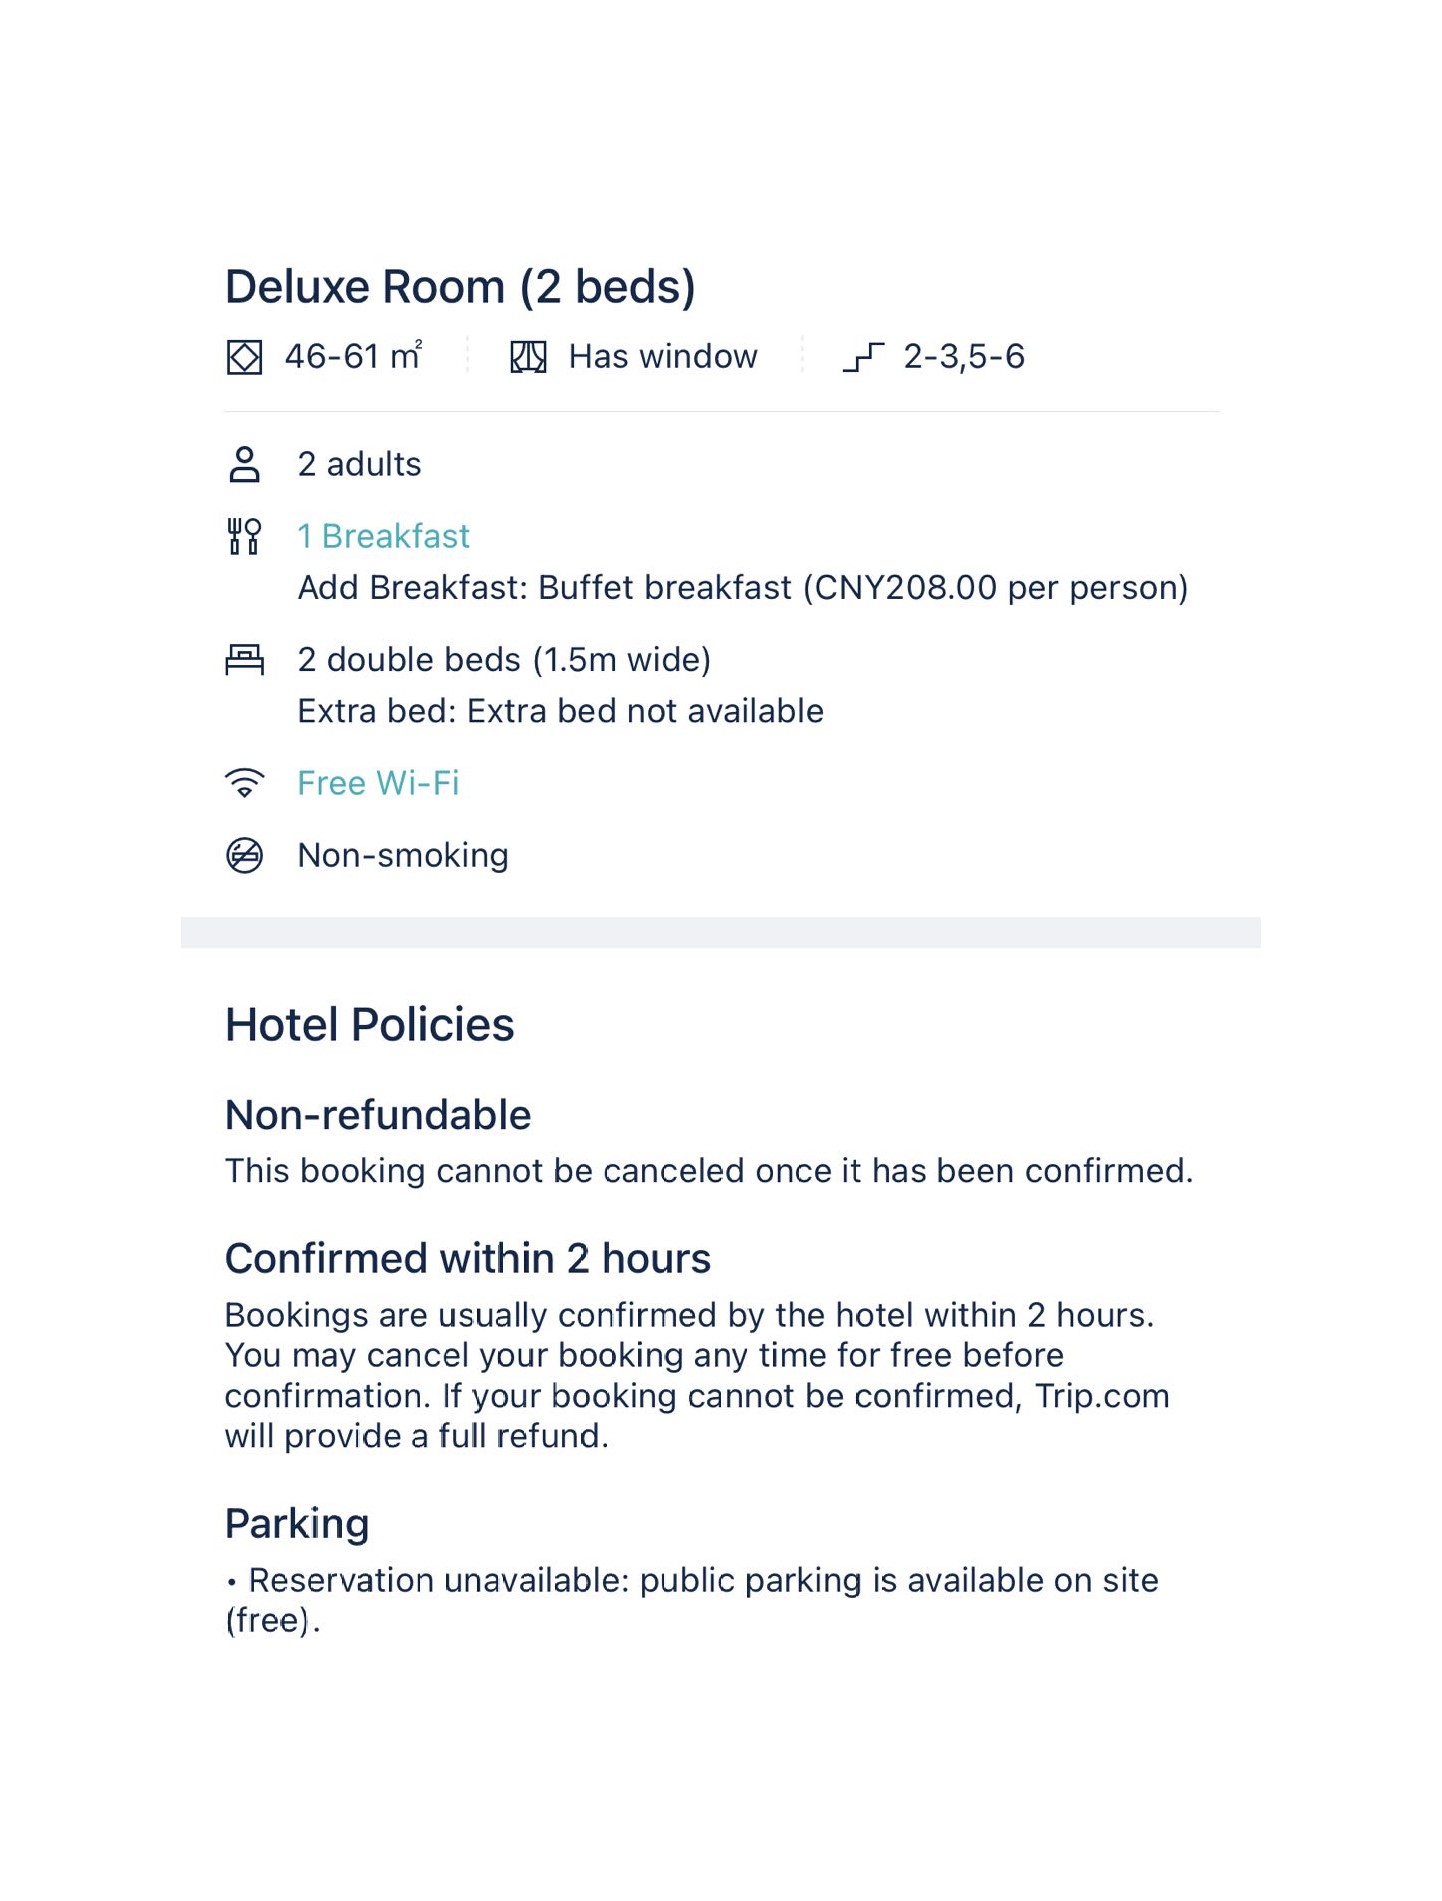 Deluxe Room (2 beds)
46-61 ㎡ Has window 2-3,5-6
2 adults
1 Breakfast
Add Breakfast: Buffet breakfast (CNY208.00 per person)
2 double beds (1.5m wide)
Extra bed: Extra bed not available
Free Wi-Fi
Non-smoking
Hotel Policies
Non-refundable
This booking cannot be canceled once it has been confirmed.
Confirmed within 2 hours
Bookings are usually confirmed by the hotel within 2 hours.
You may cancel your booking any time for free before
confirmation. If your booking cannot be confirmed, Trip.com
will provide a full refund.
Parking
• Reservation unavailable: public parking is available on site
(free).